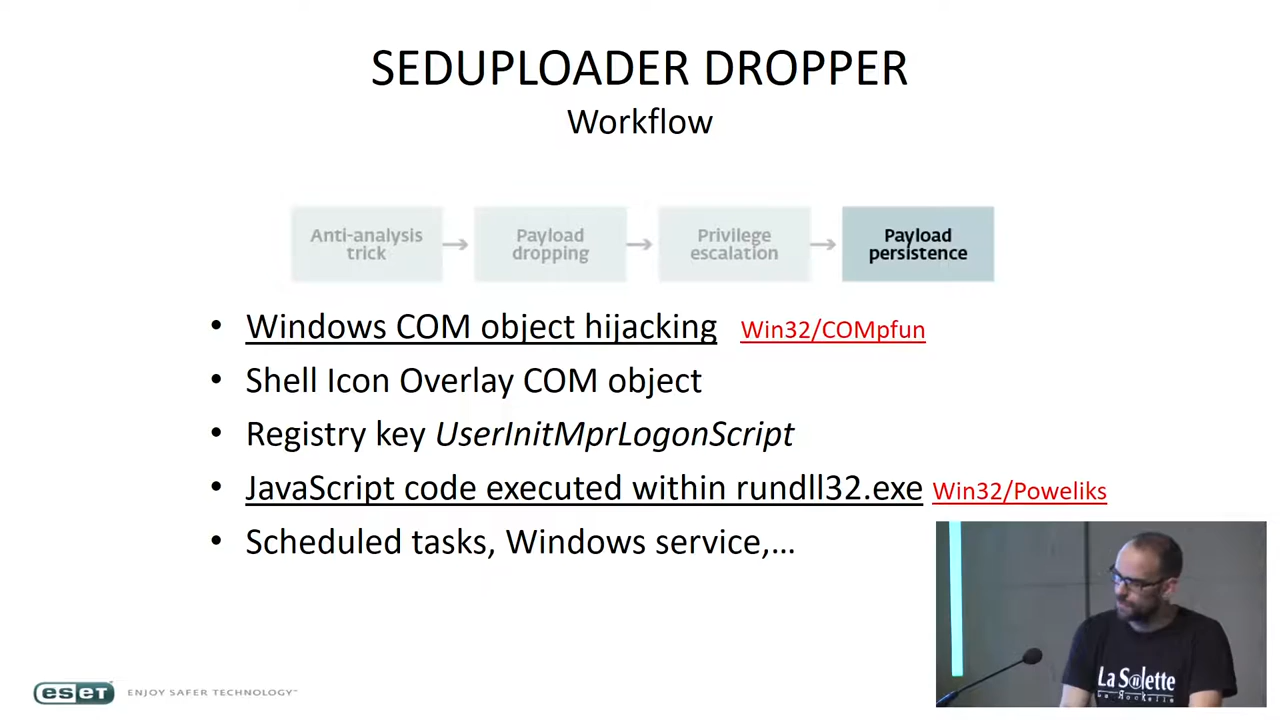 SEDUPLOADER DROPPER
Workflow
Anti-analysis
trick
Payload
dropping
Privilege
escalation
Payload
persistence
• Windows COM object hijacking Win32/COMpfun
• Shell Icon Overlay COM object
• Registry key UserInitMprLogonScript
• JavaScript code executed within rundll32.exe Win32/Poweliks
• Scheduled tasks, Windows service,...
eset ENJOY SAFER TECHNOLOGY™
La S@lette
La Rochelle